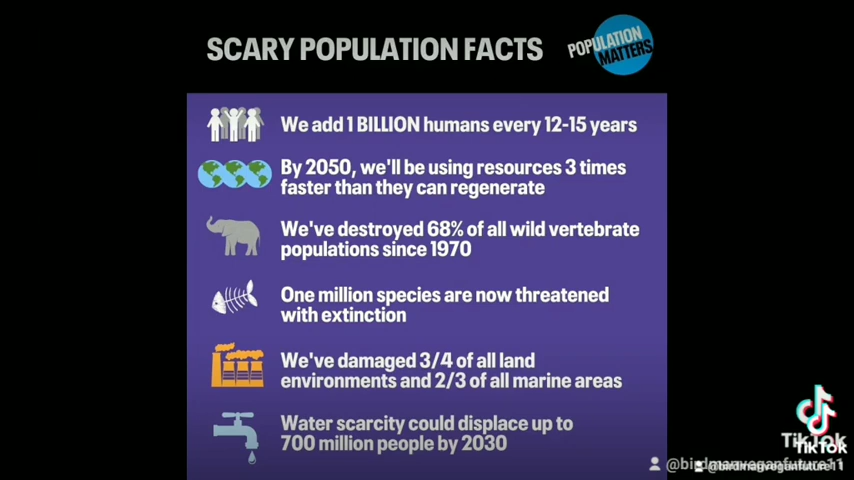 SCARY POPULATION FACTS
POPULATION
MATTERS
We add 1 BILLION humans every 12-15 years
By 2050, we'll be using resources 3 times
faster than they can regenerate
We've destroyed 68% of all wild vertebrate
populations since 1970
One million species are now threatened
with extinction
We've damaged 3/4 of all land
environments and 2/3 of all marine areas
Water scarcity could displace up to
700 million people by 2030
TikTok
TikTok
@birdmanveganfuture11
@birdmanveganfuture11